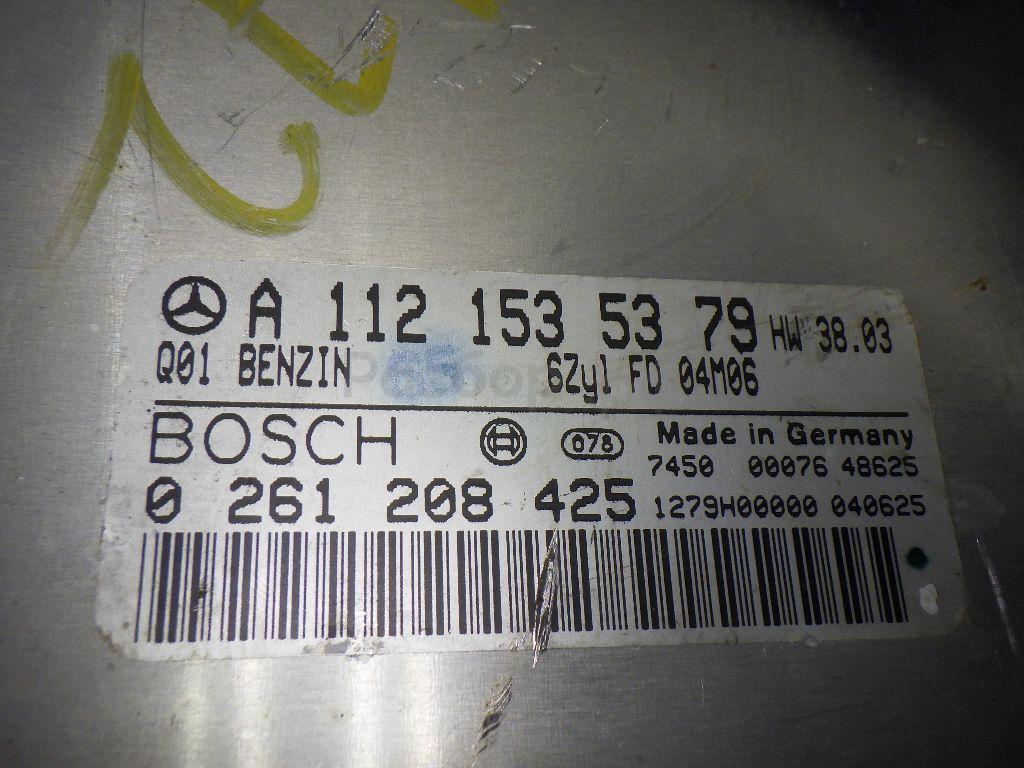 A 112 153 53 79 HW 38.03
Q01 BENZIN 6Zyl FD 04M06
65
BOSCH 078 Made in Germany
7450 00076 48625
0 261 208 425 1279H00000 040625